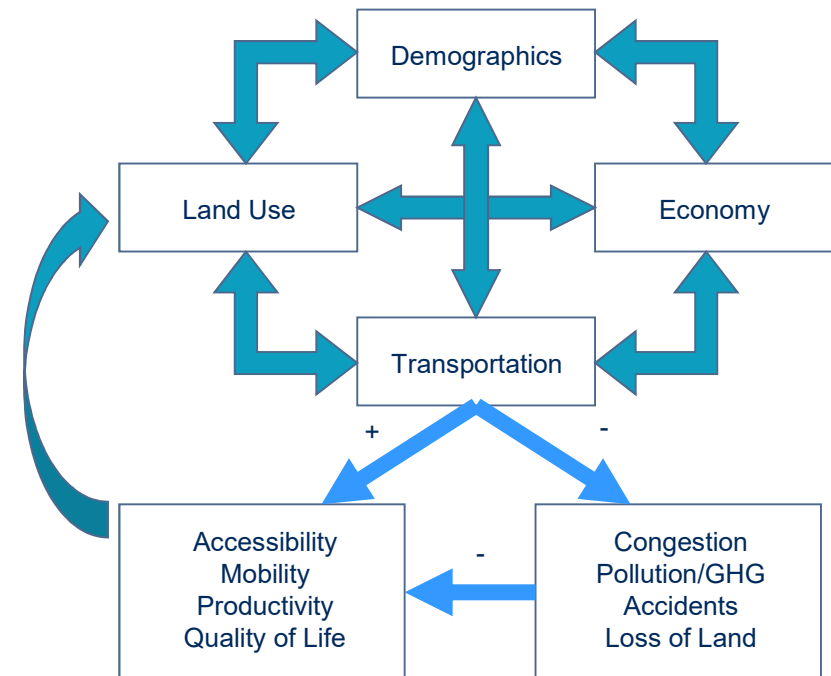 Demographics
Land Use
Economy
Transportation
+
-
Accessibility
Mobility
Productivity
Quality of Life
-
Congestion
Pollution/GHG
Accidents
Loss of Land